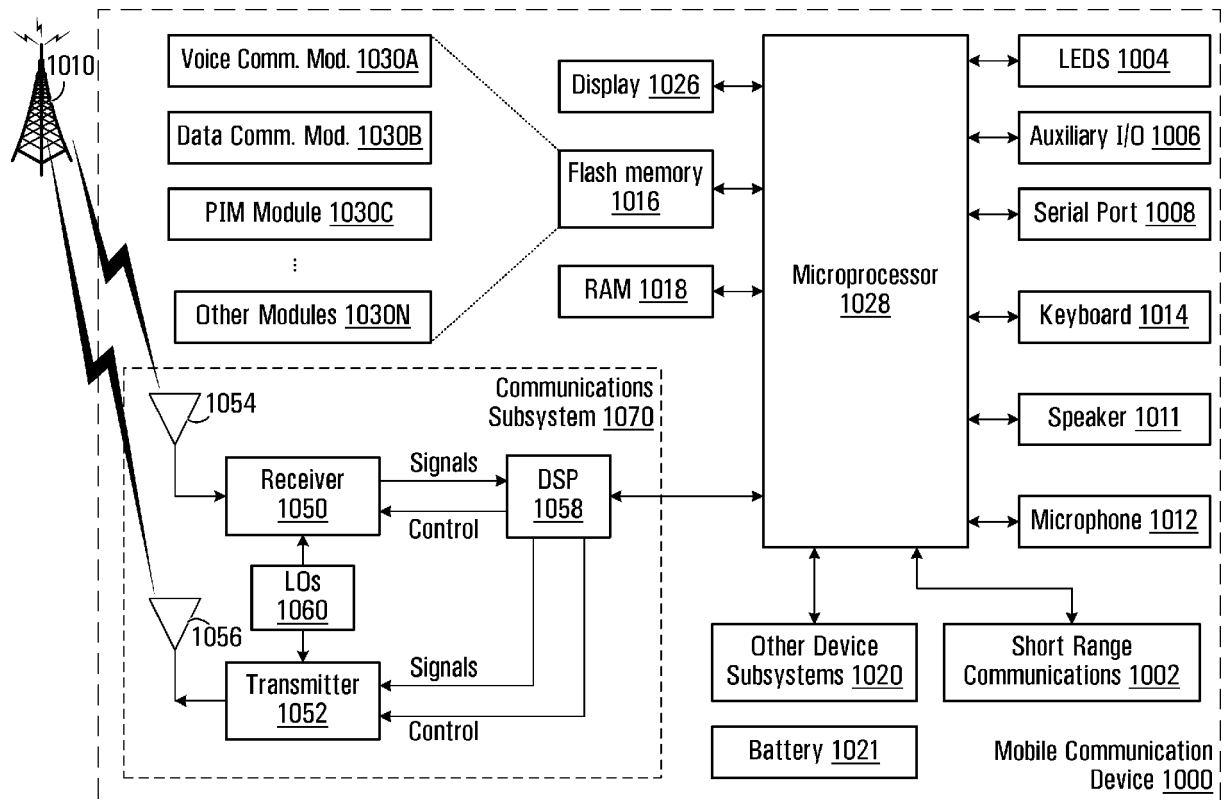 1010
Voice Comm. Mod. 1030A
Data Comm. Mod. 1030B
PIM Module 1030C
⋮
Other Modules 1030N
Display 1026
Flash memory
1016
RAM 1018
Microprocessor
1028
LEDS 1004
Auxiliary I/O 1006
Serial Port 1008
Keyboard 1014
Speaker 1011
Microphone 1012
Communications
Subsystem 1070
1054
Receiver
1050
Signals
Control
DSP
1058
LOs
1060
1056
Transmitter
1052
Signals
Control
Other Device
Subsystems 1020
Short Range
Communications 1002
Battery 1021
Mobile Communication
Device 1000